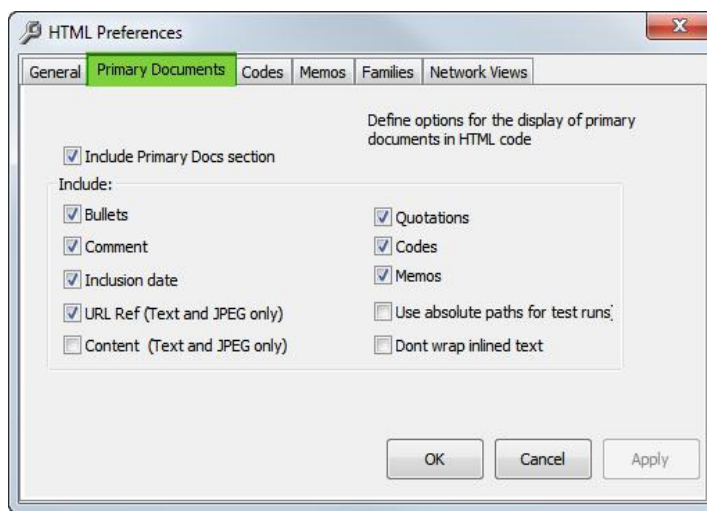 HTML Preferences
General Primary Documents Codes Memos Families Network Views
Define options for the display of primary
documents in HTML code
Include Primary Docs section
Include:
Bullets
Comment
Inclusion date
URL Ref (Text and JPEG only)
Content (Text and JPEG only)
Quotations
Codes
Memos
Use absolute paths for test runs)
Dont wrap inlined text
OK Cancel Apply